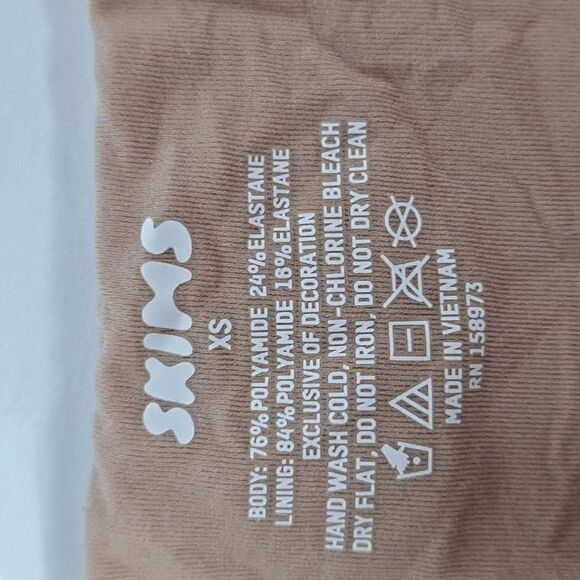 SKIMS
XS
BODY: 76% POLYAMIDE 24% ELASTANE
LINING: 84% POLYAMIDE 16% ELASTANE
EXCLUSIVE OF DECORATION
HAND WASH COLD, NON-CHLORINE BLEACH
DRY FLAT, DO NOT IRON, DO NOT DRY CLEAN
MADE IN VIETNAM
RN 158973